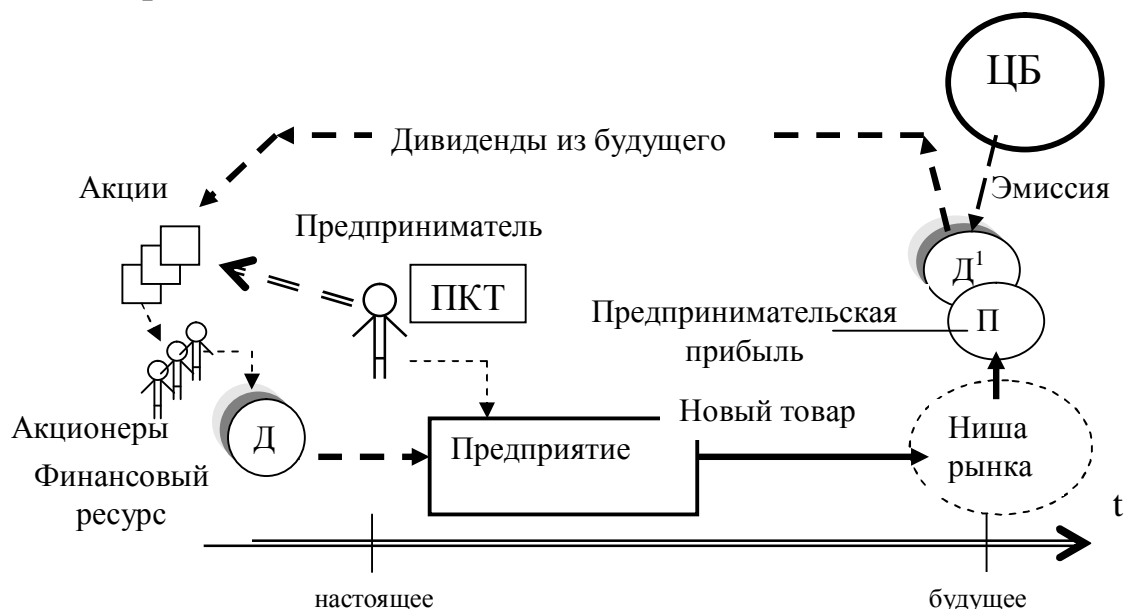 ЦБ
Дивиденды из будущего
Эмиссия
Акции
Предприниматель
ПКТ
Д¹
Предпринимательская
прибыль
П
Акционеры
Д
Финансовый
ресурс
Предприятие
Новый товар
Ниша
рынка
t
настоящее
будущее